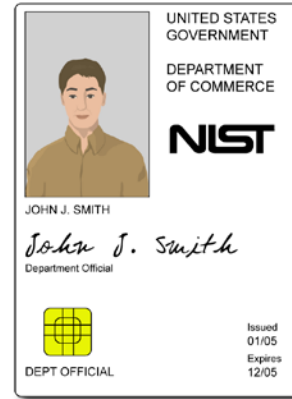 UNITED STATES
GOVERNMENT
DEPARTMENT
OF COMMERCE
NIST
JOHN J. SMITH
John J. Smith
Department Official
Issued
01/05
Expires
12/05
DEPT OFFICIAL